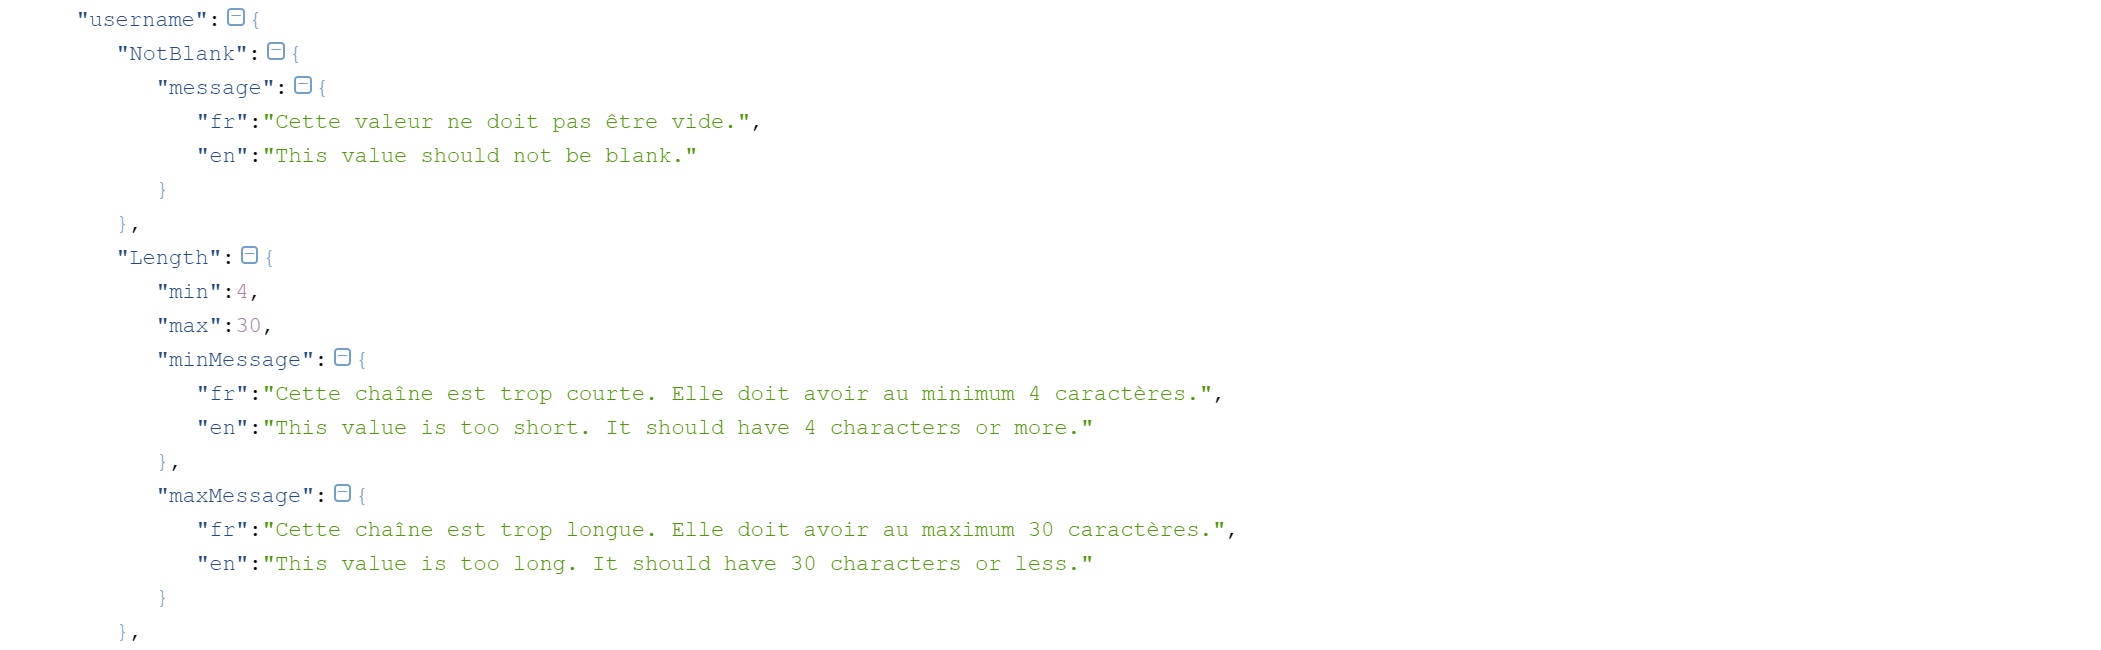 "username":{
"NotBlank":{
"message":{
"fr":"Cette valeur ne doit pas être vide.",
"en":"This value should not be blank."
}
},
"Length":{
"min":4,
"max":30,
"minMessage":{
"fr":"Cette chaîne est trop courte. Elle doit avoir au minimum 4 caractères.",
"en":"This value is too short. It should have 4 characters or more."
},
"maxMessage":{
"fr":"Cette chaîne est trop longue. Elle doit avoir au maximum 30 caractères.",
"en":"This value is too long. It should have 30 characters or less."
}
},